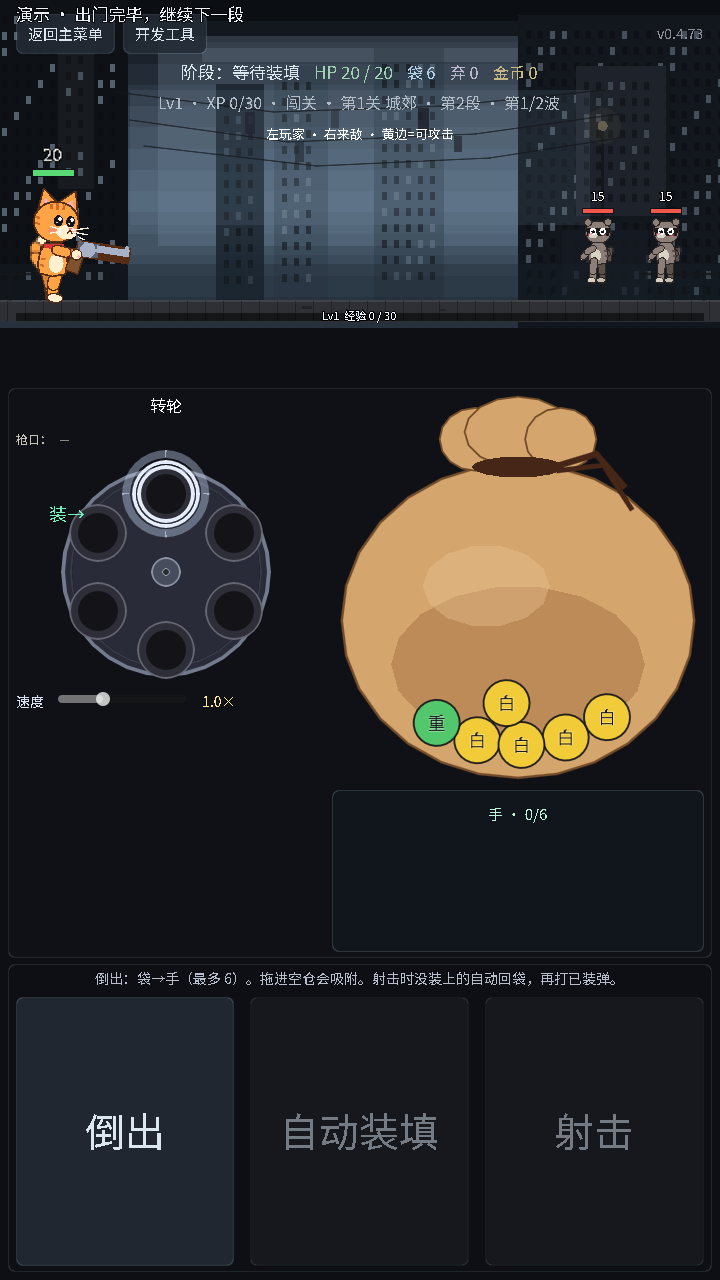 演示 · 出门完毕，继续下一段
返回主菜单 开发工具 v0.4.73
阶段：等待装填 HP 20 / 20 袋 6 弃 0 金币 0
Lv1 · XP 0/30 · 闯关 · 第1关 城郊 · 第2段 · 第1/2波
左玩家 · 右来敌 · 黄边=可攻击
20
15 15
Lv1 经验 0 / 30
转轮
枪口： —
装→
速度 1.0×
重 白 白 白 白 白
手 · 0/6
倒出：袋→手（最多 6）。拖进空仓会吸附。射击时没装上的自动回袋，再打已装弹。
倒出 自动装填 射击